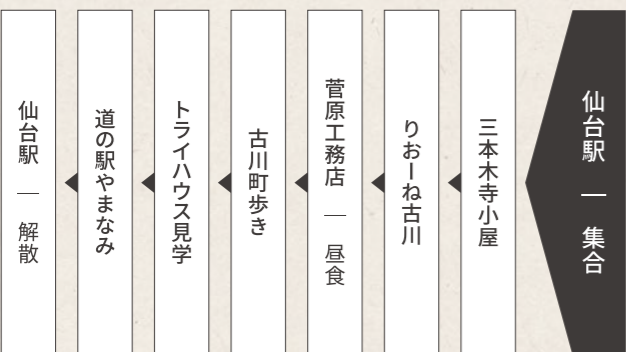 仙台駅 ― 集合
三本木寺小屋
りおーね古川
菅原工務店 ― 昼食
古川町歩き
トライハウス見学
道の駅やまなみ
仙台駅 ― 解散